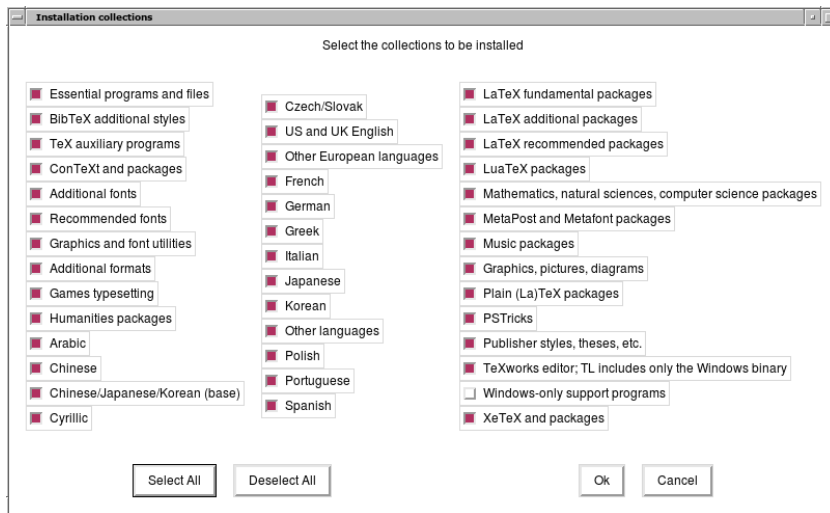 Installation collections
Select the collections to be installed
Essential programs and files
BibTeX additional styles
TeX auxiliary programs
ConTeXt and packages
Additional fonts
Recommended fonts
Graphics and font utilities
Additional formats
Games typesetting
Humanities packages
Arabic
Chinese
Chinese/Japanese/Korean (base)
Cyrillic
Czech/Slovak
US and UK English
Other European languages
French
German
Greek
Italian
Japanese
Korean
Other languages
Polish
Portuguese
Spanish
LaTeX fundamental packages
LaTeX additional packages
LaTeX recommended packages
LuaTeX packages
Mathematics, natural sciences, computer science packages
MetaPost and Metafont packages
Music packages
Graphics, pictures, diagrams
Plain (La)TeX packages
PSTricks
Publisher styles, theses, etc.
TeXworks editor; TL includes only the Windows binary
Windows-only support programs
XeTeX and packages
Select All
Deselect All
Ok
Cancel